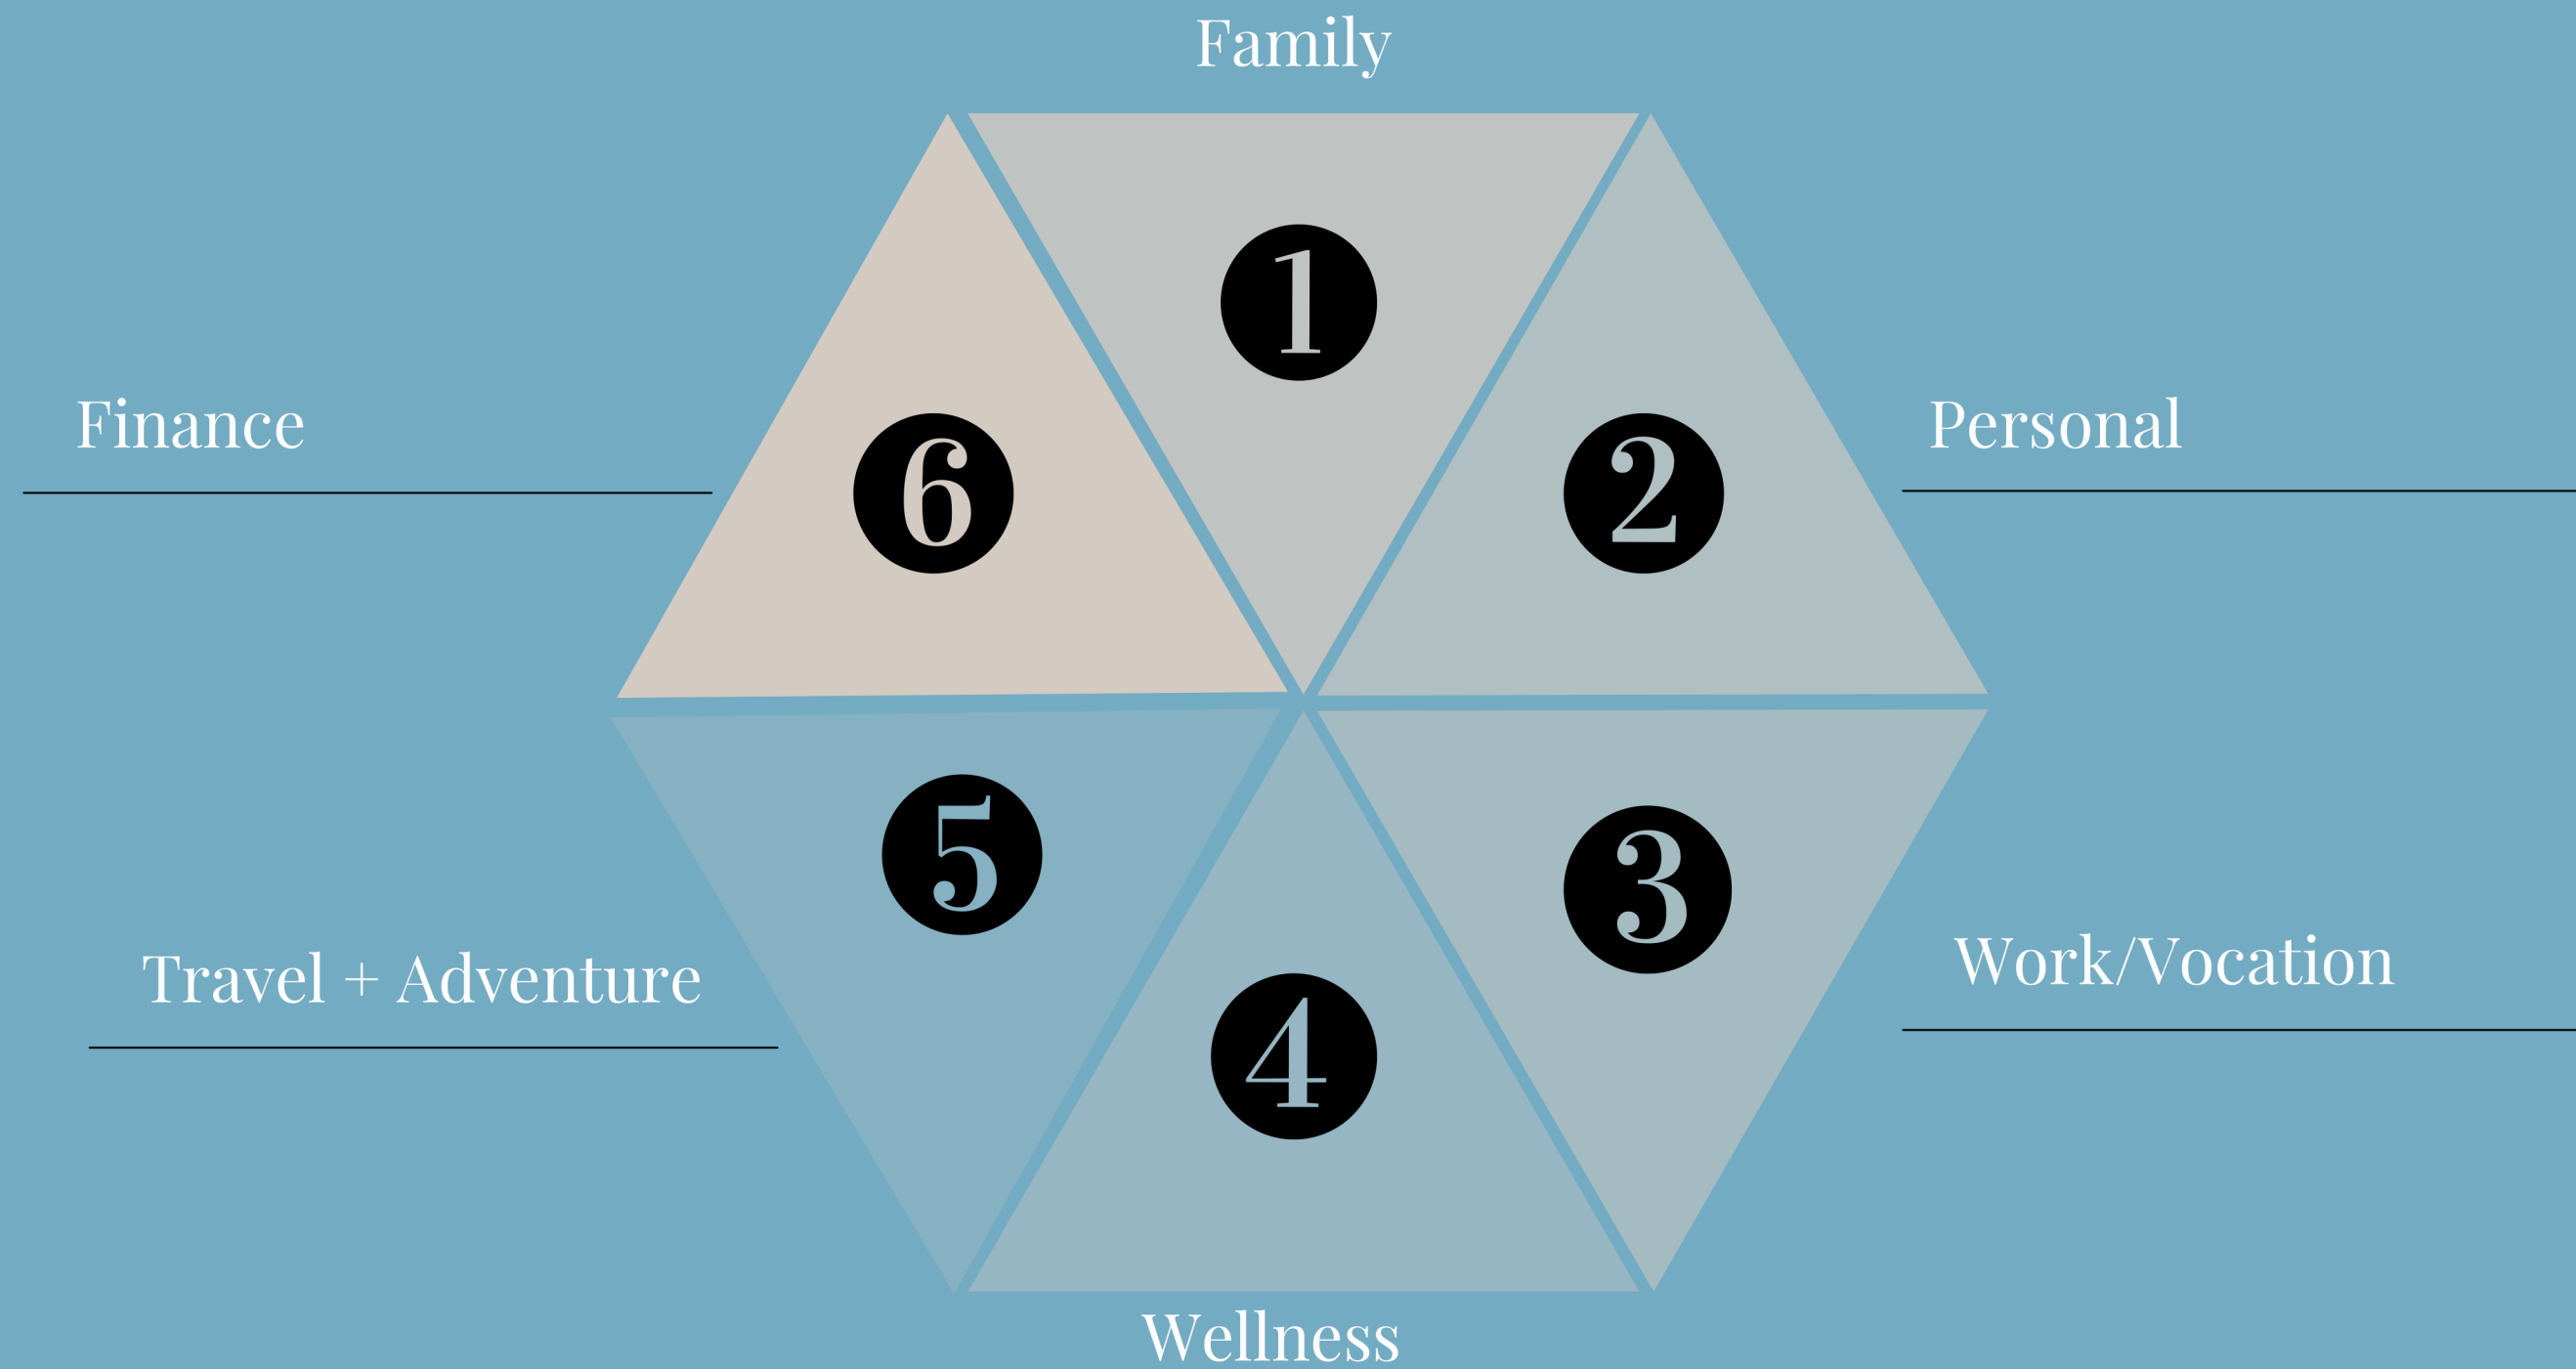 Family
1
Finance
Personal
6
2
5
3
Travel + Adventure
Work/Vocation
4
Wellness